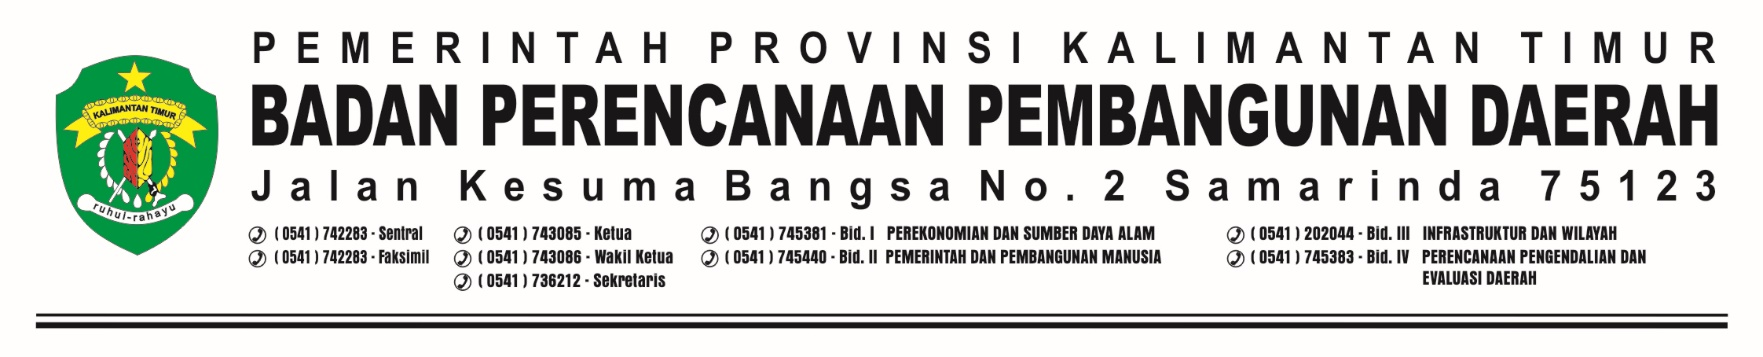 PEMERINTAH PROVINSI KALIMANTAN TIMUR
BADAN PERENCANAAN PEMBANGUNAN DAERAH
Jalan Kesuma Bangsa No. 2 Samarinda 75123
KALIMANTAN TIMUR
ruhui-rahayu
( 0541 ) 742283 - Sentral ( 0541 ) 743085 - Ketua ( 0541 ) 745381 - Bid. I PEREKONOMIAN DAN SUMBER DAYA ALAM ( 0541 ) 202044 - Bid. III INFRASTRUKTUR DAN WILAYAH
( 0541 ) 742283 - Faksimil ( 0541 ) 743086 - Wakil Ketua ( 0541 ) 745440 - Bid. II PEMERINTAH DAN PEMBANGUNAN MANUSIA ( 0541 ) 745383 - Bid. IV PERENCANAAN PENGENDALIAN DAN
( 0541 ) 736212 - Sekretaris EVALUASI DAERAH